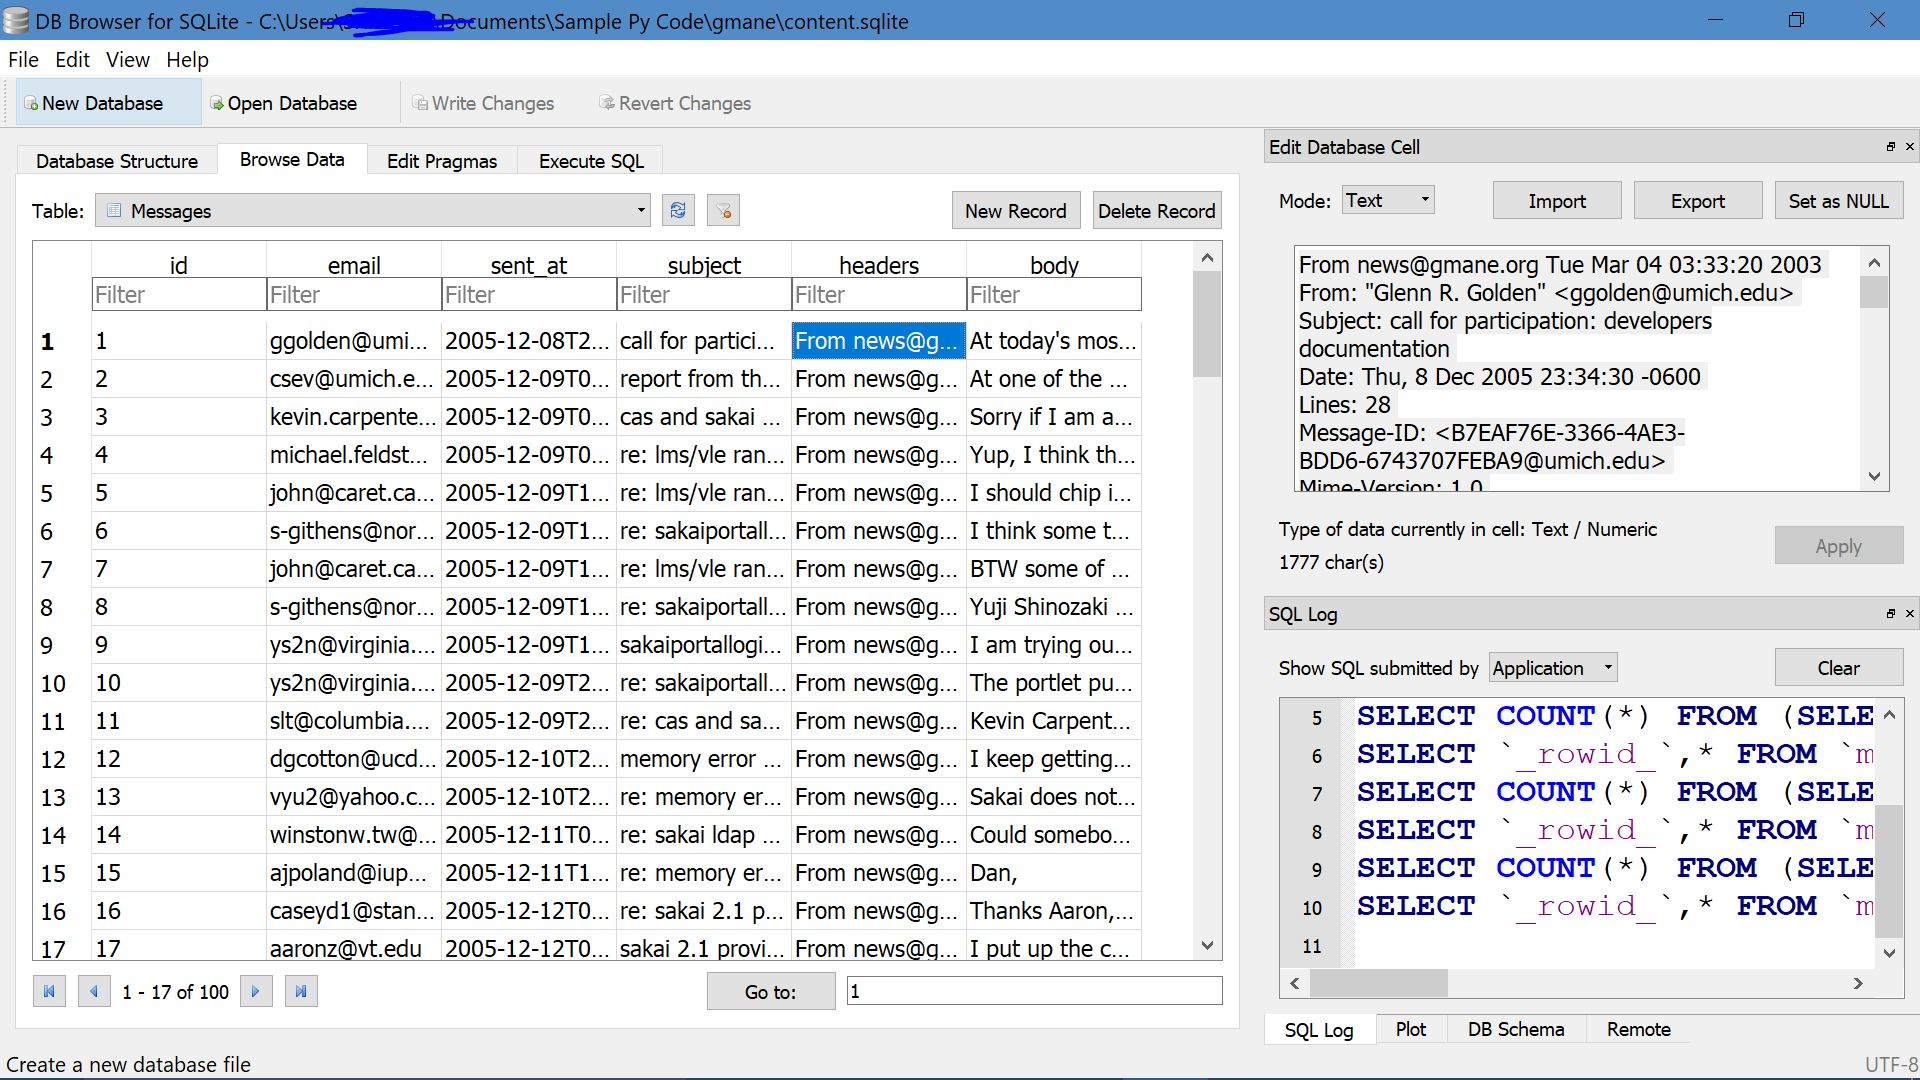 DB Browser for SQLite - C:\Users\ Documents\Sample Py Code\gmane\content.sqlite
File Edit View Help
New Database Open Database Write Changes Revert Changes
Database Structure Browse Data Edit Pragmas Execute SQL
Table: Messages New Record Delete Record
id email sent_at subject headers body
Filter Filter Filter Filter Filter Filter
1 1 ggolden@umi... 2005-12-08T2... call for partici... From news@g... At today's mos...
2 2 csev@umich.e... 2005-12-09T0... report from th... From news@g... At one of the ...
3 3 kevin.carpente... 2005-12-09T0... cas and sakai ... From news@g... Sorry if I am a...
4 4 michael.feldst... 2005-12-09T0... re: lms/vle ran... From news@g... Yup, I think th...
5 5 john@caret.ca... 2005-12-09T1... re: lms/vle ran... From news@g... I should chip i...
6 6 s-githens@nor... 2005-12-09T1... re: sakaiportall... From news@g... I think some t...
7 7 john@caret.ca... 2005-12-09T1... re: lms/vle ran... From news@g... BTW some of ...
8 8 s-githens@nor... 2005-12-09T1... re: sakaiportall... From news@g... Yuji Shinozaki ...
9 9 ys2n@virginia.... 2005-12-09T1... sakaiportallogi... From news@g... I am trying ou...
10 10 ys2n@virginia.... 2005-12-09T2... re: sakaiportall... From news@g... The portlet pu...
11 11 slt@columbia.... 2005-12-09T2... re: cas and sa... From news@g... Kevin Carpent...
12 12 dgcotton@ucd... 2005-12-10T2... memory error ... From news@g... I keep getting...
13 13 vyu2@yahoo.c... 2005-12-10T2... re: memory er... From news@g... Sakai does not...
14 14 winstonw.tw@... 2005-12-11T0... re: sakai ldap ... From news@g... Could somebo...
15 15 ajpoland@iup... 2005-12-11T1... re: memory er... From news@g... Dan,
16 16 caseyd1@stan... 2005-12-12T0... re: sakai 2.1 p... From news@g... Thanks Aaron,...
17 17 aaronz@vt.edu 2005-12-12T0... sakai 2.1 provi... From news@g... I put up the c...
1 - 17 of 100 Go to: 1
Edit Database Cell
Mode: Text Import Export Set as NULL
From news@gmane.org Tue Mar 04 03:33:20 2003
From: "Glenn R. Golden" <ggolden@umich.edu>
Subject: call for participation: developers
documentation
Date: Thu, 8 Dec 2005 23:34:30 -0600
Lines: 28
Message-ID: <B7EAF76E-3366-4AE3-
BDD6-6743707FEBA9@umich.edu>
Mime-Version: 1.0
Type of data currently in cell: Text / Numeric
1777 char(s)
Apply
SQL Log
Show SQL submitted by Application Clear
5 SELECT COUNT(*) FROM (SELE
6 SELECT `_rowid_`,* FROM `m
7 SELECT COUNT(*) FROM (SELE
8 SELECT `_rowid_`,* FROM `m
9 SELECT COUNT(*) FROM (SELE
10 SELECT `_rowid_`,* FROM `m
11
SQL Log Plot DB Schema Remote
Create a new database file UTF-8